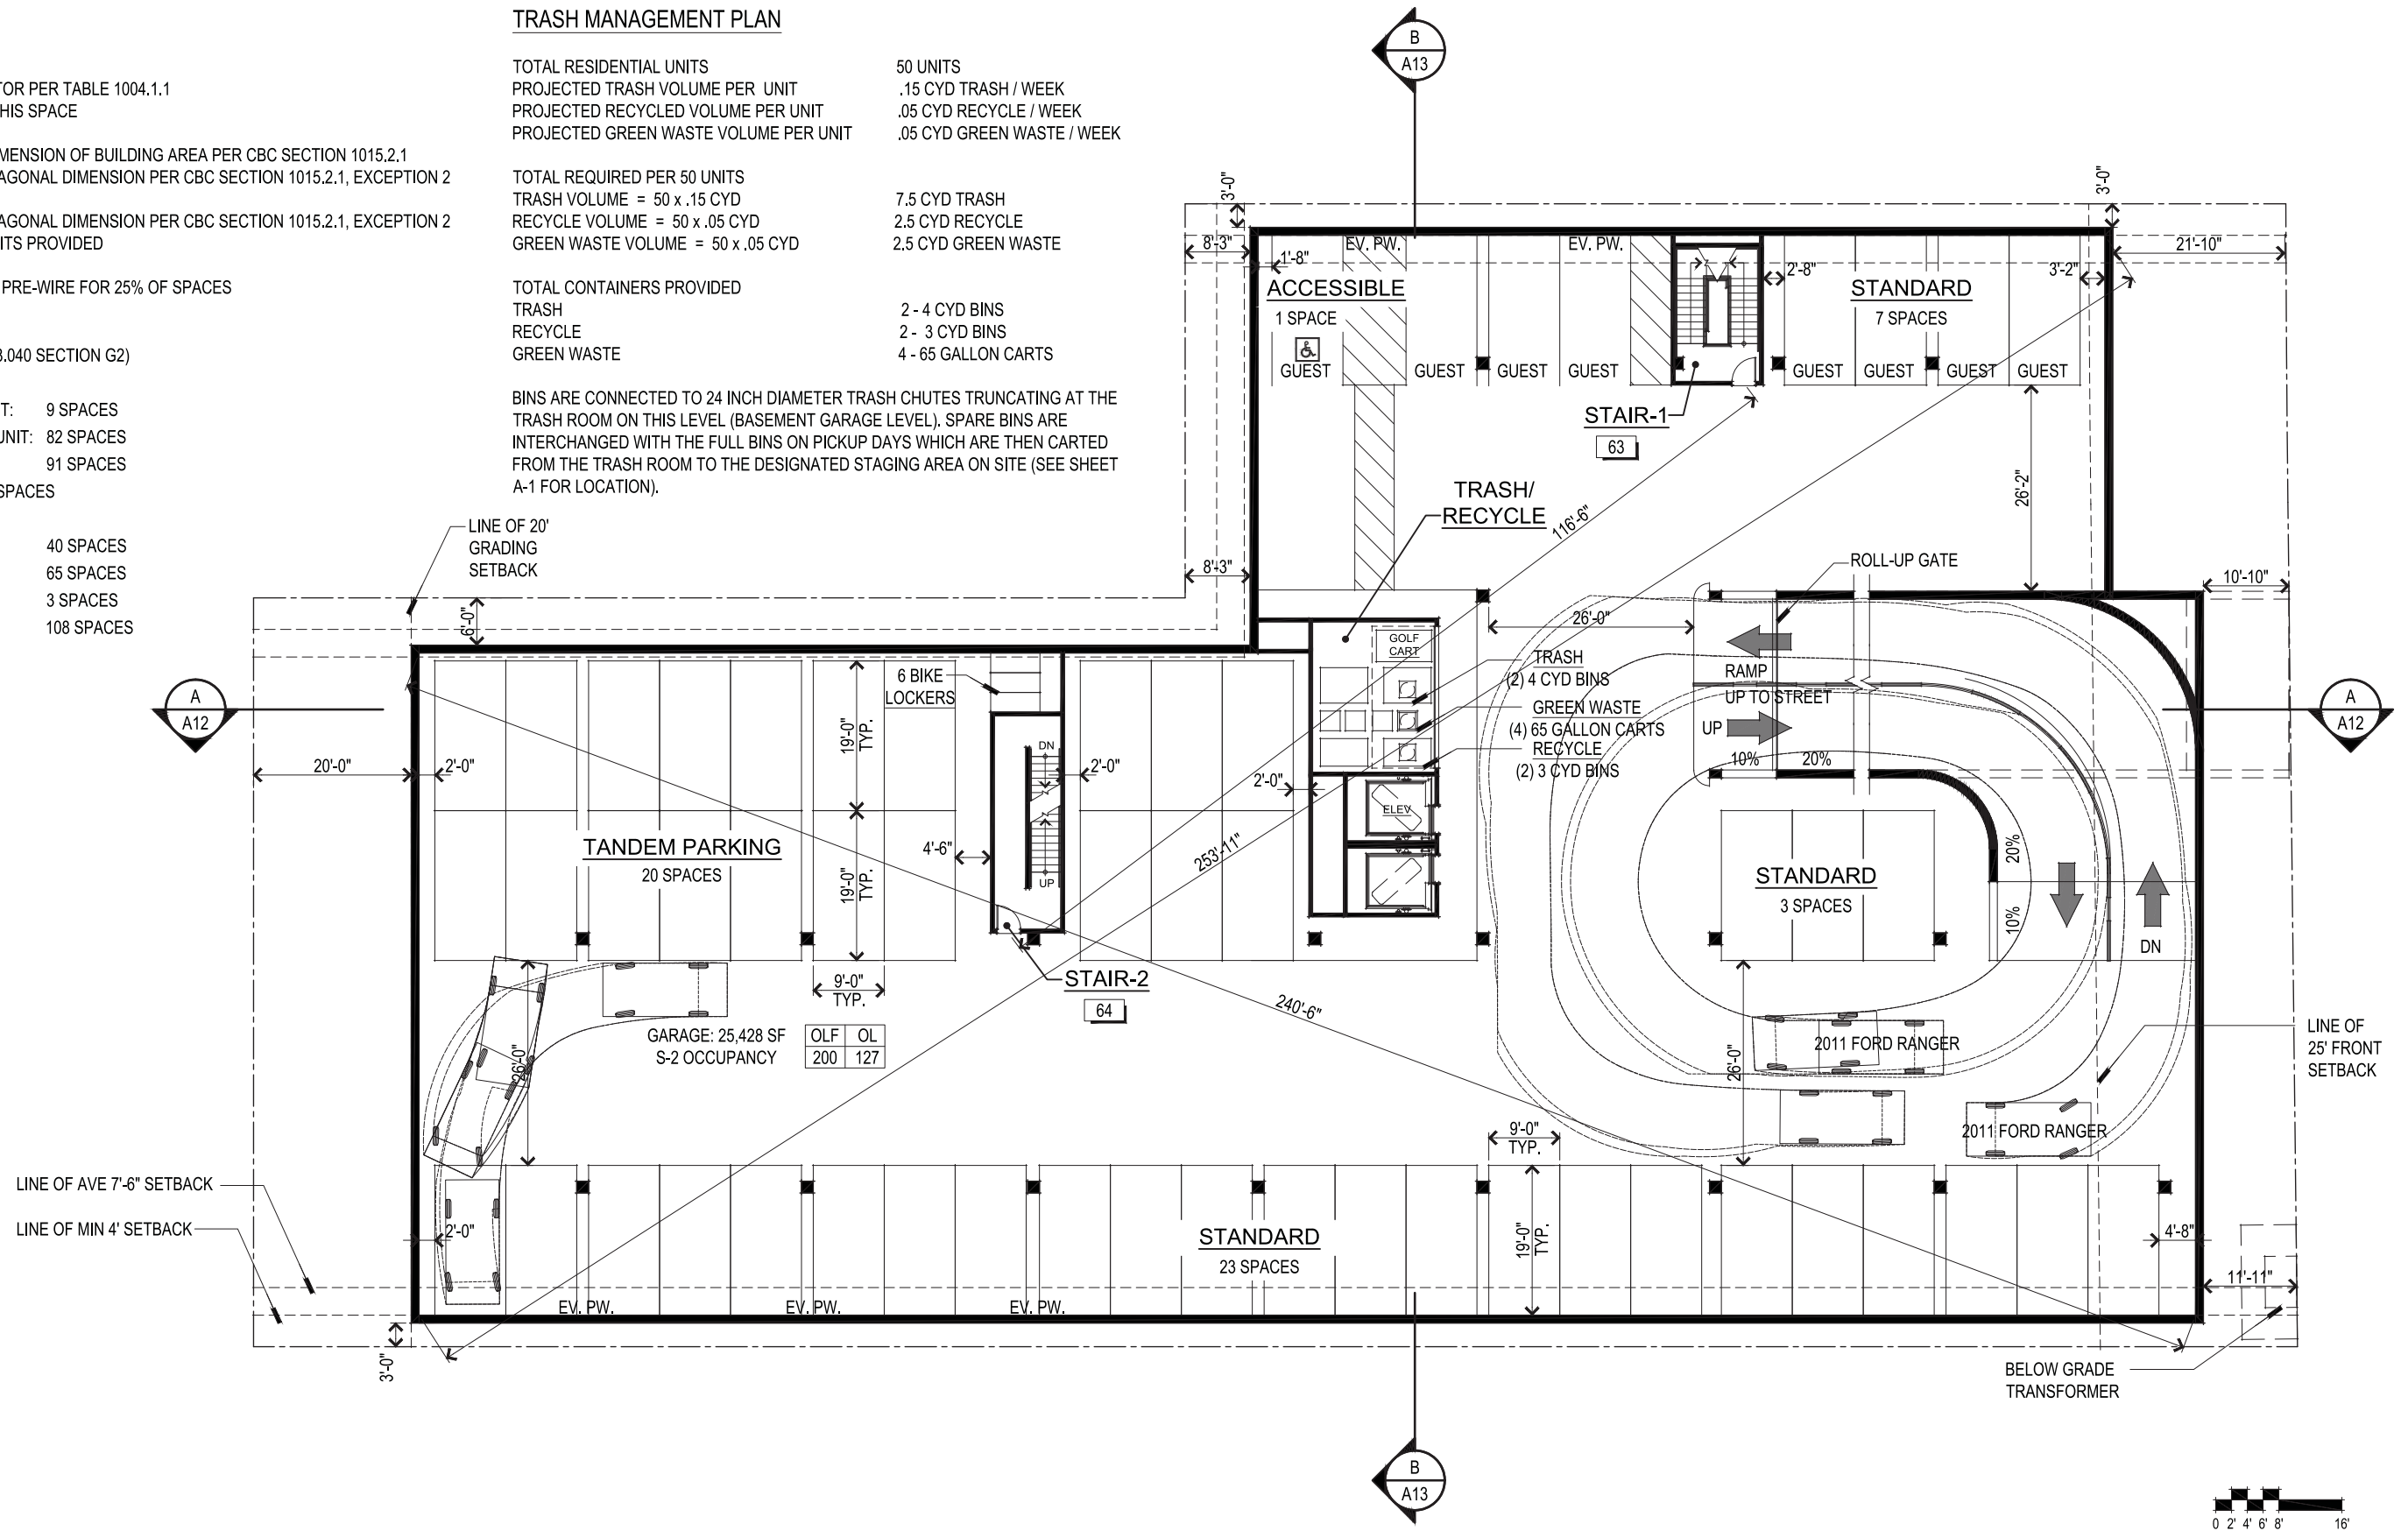 TOR PER TABLE 1004.1.1
HIS SPACE
MENSION OF BUILDING AREA PER CBC SECTION 1015.2.1
AGONAL DIMENSION PER CBC SECTION 1015.2.1, EXCEPTION 2
AGONAL DIMENSION PER CBC SECTION 1015.2.1, EXCEPTION 2
ITS PROVIDED
PRE-WIRE FOR 25% OF SPACES
3.040 SECTION G2)
T: 9 SPACES
UNIT: 82 SPACES
91 SPACES
SPACES
40 SPACES
65 SPACES
3 SPACES
108 SPACES
TRASH MANAGEMENT PLAN
TOTAL RESIDENTIAL UNITS 50 UNITS
PROJECTED TRASH VOLUME PER UNIT .15 CYD TRASH / WEEK
PROJECTED RECYCLED VOLUME PER UNIT .05 CYD RECYCLE / WEEK
PROJECTED GREEN WASTE VOLUME PER UNIT .05 CYD GREEN WASTE / WEEK
TOTAL REQUIRED PER 50 UNITS
TRASH VOLUME = 50 x .15 CYD 7.5 CYD TRASH
RECYCLE VOLUME = 50 x .05 CYD 2.5 CYD RECYCLE
GREEN WASTE VOLUME = 50 x .05 CYD 2.5 CYD GREEN WASTE
TOTAL CONTAINERS PROVIDED
TRASH 2 - 4 CYD BINS
RECYCLE 2 - 3 CYD BINS
GREEN WASTE 4 - 65 GALLON CARTS
BINS ARE CONNECTED TO 24 INCH DIAMETER TRASH CHUTES TRUNCATING AT THE
TRASH ROOM ON THIS LEVEL (BASEMENT GARAGE LEVEL). SPARE BINS ARE
INTERCHANGED WITH THE FULL BINS ON PICKUP DAYS WHICH ARE THEN CARTED
FROM THE TRASH ROOM TO THE DESIGNATED STAGING AREA ON SITE (SEE SHEET
A-1 FOR LOCATION).
B
A13
3'-0"
3'-0"
8'-3"
1'-8"
EV. PW.
EV. PW.
2'-8"
3'-2"
21'-10"
ACCESSIBLE
1 SPACE
STANDARD
7 SPACES
GUEST
GUEST
GUEST
GUEST
GUEST
GUEST
GUEST
GUEST
STAIR-1
63
26'-2"
TRASH/
RECYCLE
116'-6"
LINE OF 20'
GRADING
SETBACK
8'-3"
ROLL-UP GATE
10'-10"
6'-0"
26'-0"
GOLF
CART
TRASH
(2) 4 CYD BINS
GREEN WASTE
(4) 65 GALLON CARTS
RECYCLE
(2) 3 CYD BINS
RAMP
UP TO STREET
UP
10%
20%
6 BIKE
LOCKERS
A
A12
A
A12
20'-0"
2'-0"
19'-0"
TYP.
DN
2'-0"
2'-0"
ELEV
TANDEM PARKING
20 SPACES
19'-0"
TYP.
4'-6"
UP
253'-11"
STANDARD
3 SPACES
20%
10%
DN
9'-0"
TYP.
STAIR-2
64
240'-6"
GARAGE: 25,428 SF
S-2 OCCUPANCY
OLF OL
200 127
26'-0"
26'-0"
2011 FORD RANGER
2011 FORD RANGER
LINE OF
25' FRONT
SETBACK
9'-0"
TYP.
LINE OF AVE 7'-6" SETBACK
LINE OF MIN 4' SETBACK
2'-0"
STANDARD
23 SPACES
19'-0"
TYP.
4'-8"
11'-11"
EV. PW.
EV. PW.
EV. PW.
3'-0"
BELOW GRADE
TRANSFORMER
B
A13
0 2' 4' 6' 8' 16'